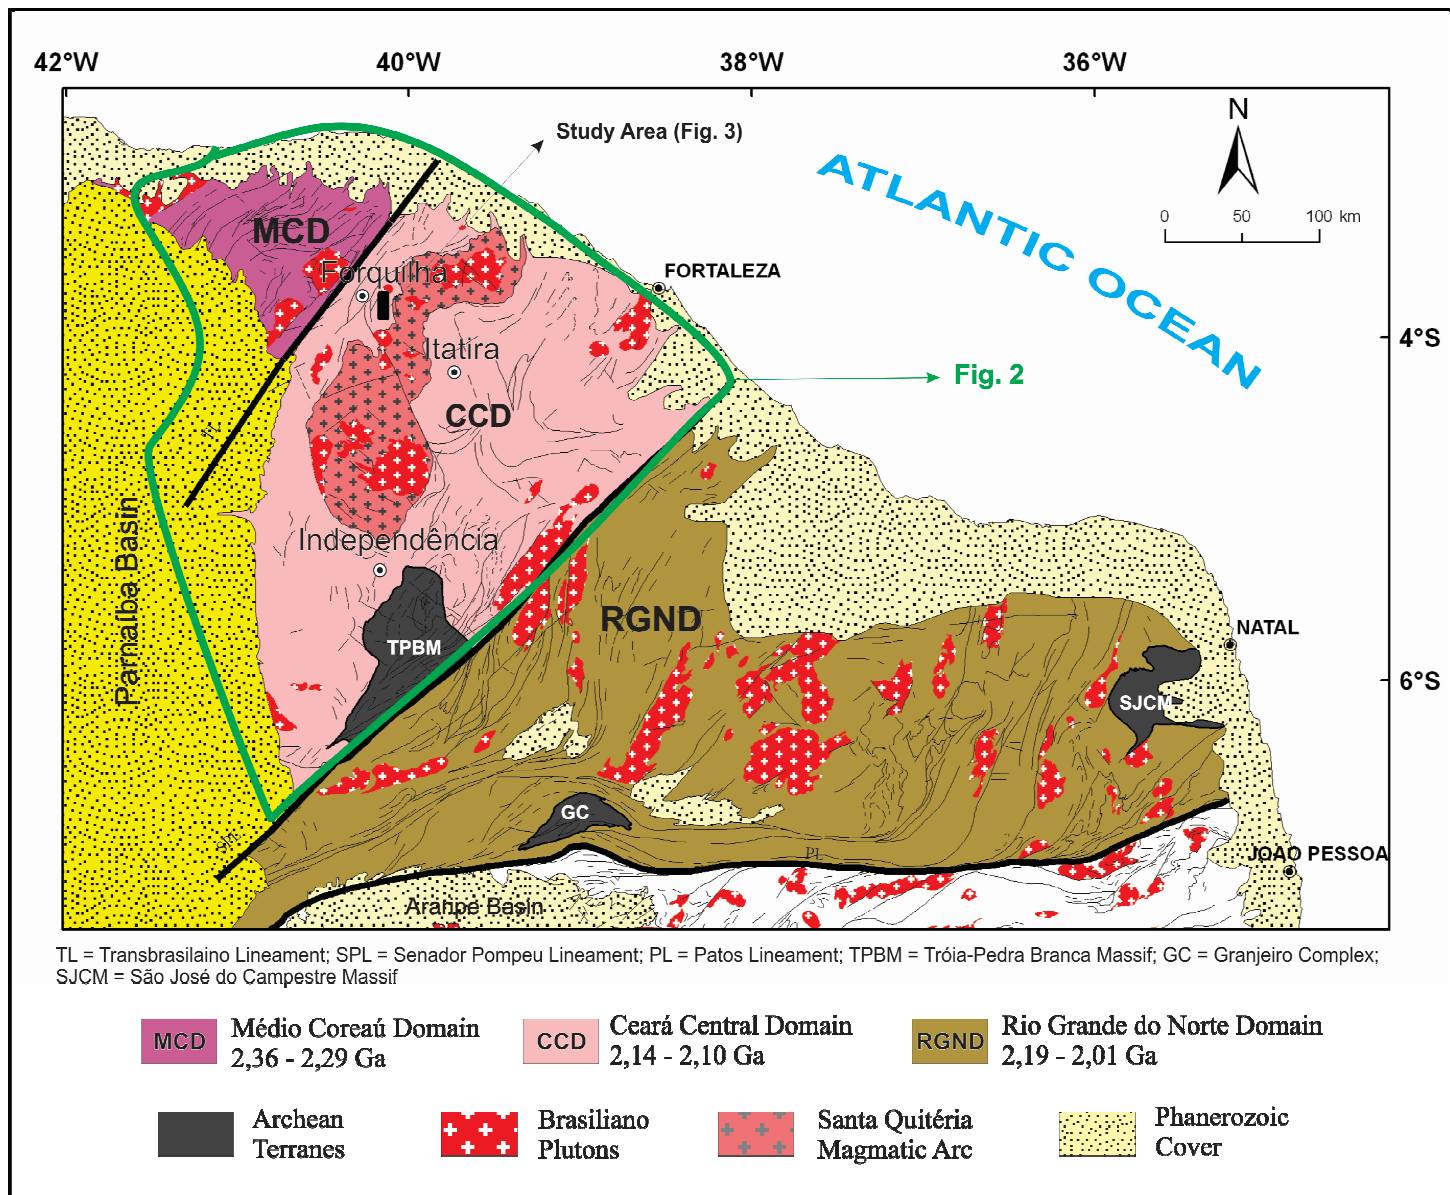 42°W 40°W 38°W 36°W
N
Study Area (Fig. 3)
ATLANTIC OCEAN
0 50 100 km
MCD
Forquilha
FORTALEZA
4°S
Itatira
Fig. 2
CCD
TL
Parnaíba Basin
Independência
RGND
NATAL
TPBM
6°S
SJCM
GC
SPL
PL
JOAO PESSOA
Araripe Basin
TL = Transbrasilaino Lineament; SPL = Senador Pompeu Lineament; PL = Patos Lineament; TPBM = Tróia-Pedra Branca Massif; GC = Granjeiro Complex;
SJCM = São José do Campestre Massif
MCD Médio Coreaú Domain
2,36 - 2,29 Ga
CCD Ceará Central Domain
2,14 - 2,10 Ga
RGND Rio Grande do Norte Domain
2,19 - 2,01 Ga
Archean
Terranes
Brasiliano
Plutons
Santa Quitéria
Magmatic Arc
Phanerozoic
Cover